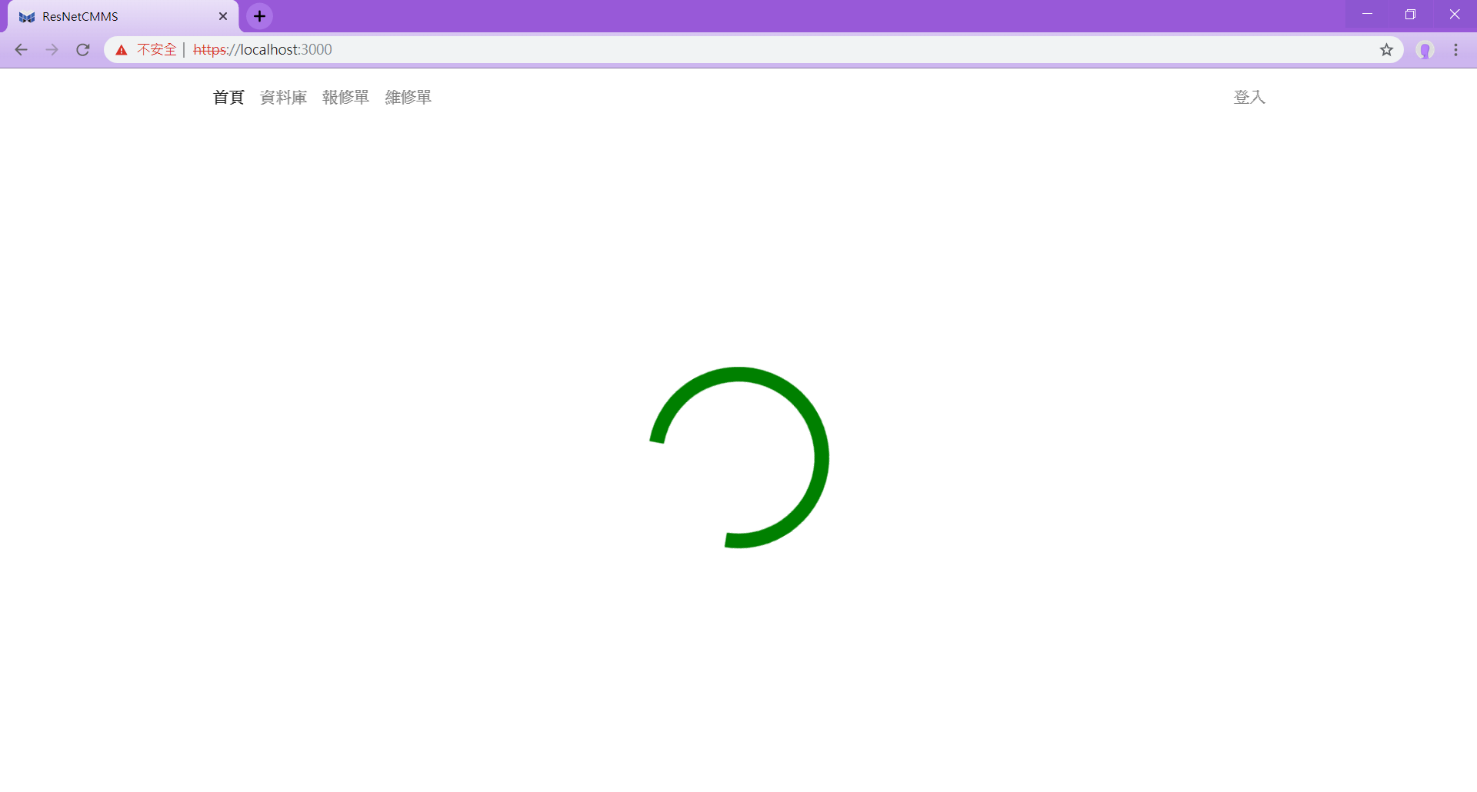 ResNetCMMS
不安全 | https://localhost:3000
首頁 資料庫 報修單 維修單 登入